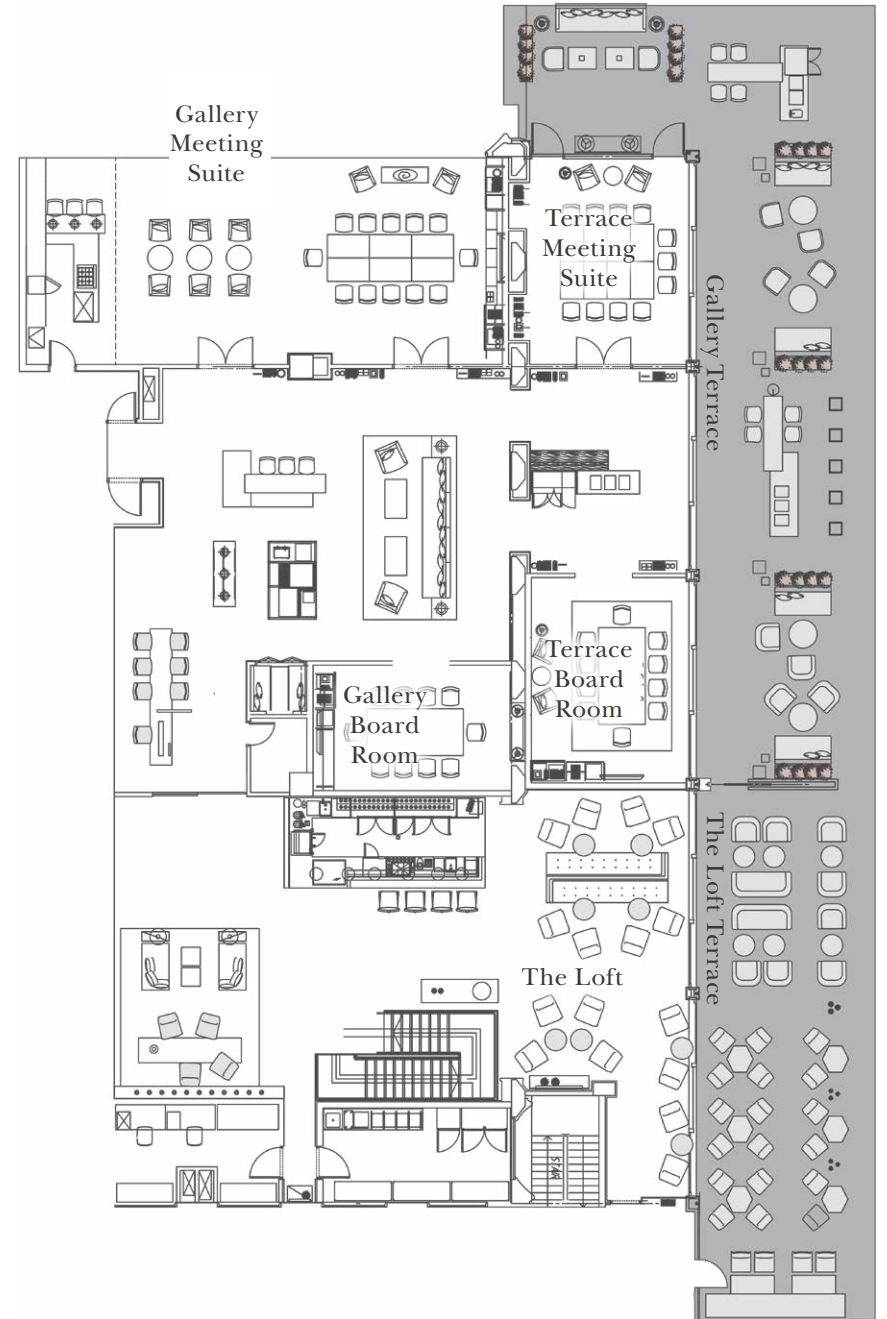 Gallery
Meeting
Suite
Terrace
Meeting
Suite
Gallery Terrace
Terrace
Board
Room
Gallery
Board
Room
The Loft Terrace
The Loft
STAIR